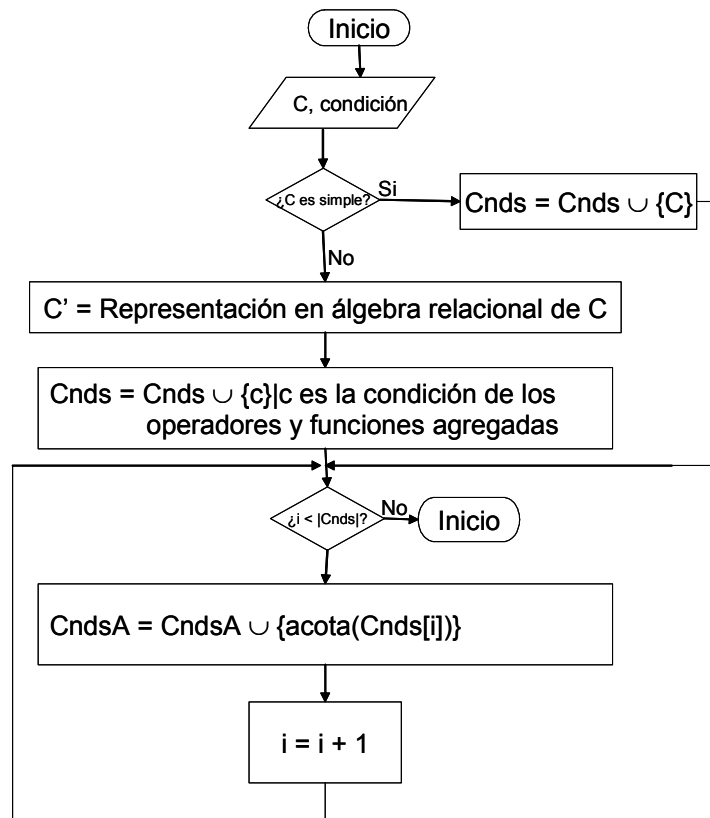 Inicio
C, condición
¿C es simple?
Si
Cnds = Cnds ∪ {C}
No
C’ = Representación en álgebra relacional de C
Cnds = Cnds ∪ {c}|c es la condición de los
operadores y funciones agregadas
¿i < |Cnds|?
No
Inicio
CndsA = CndsA ∪ {acota(Cnds[i])}
i = i + 1